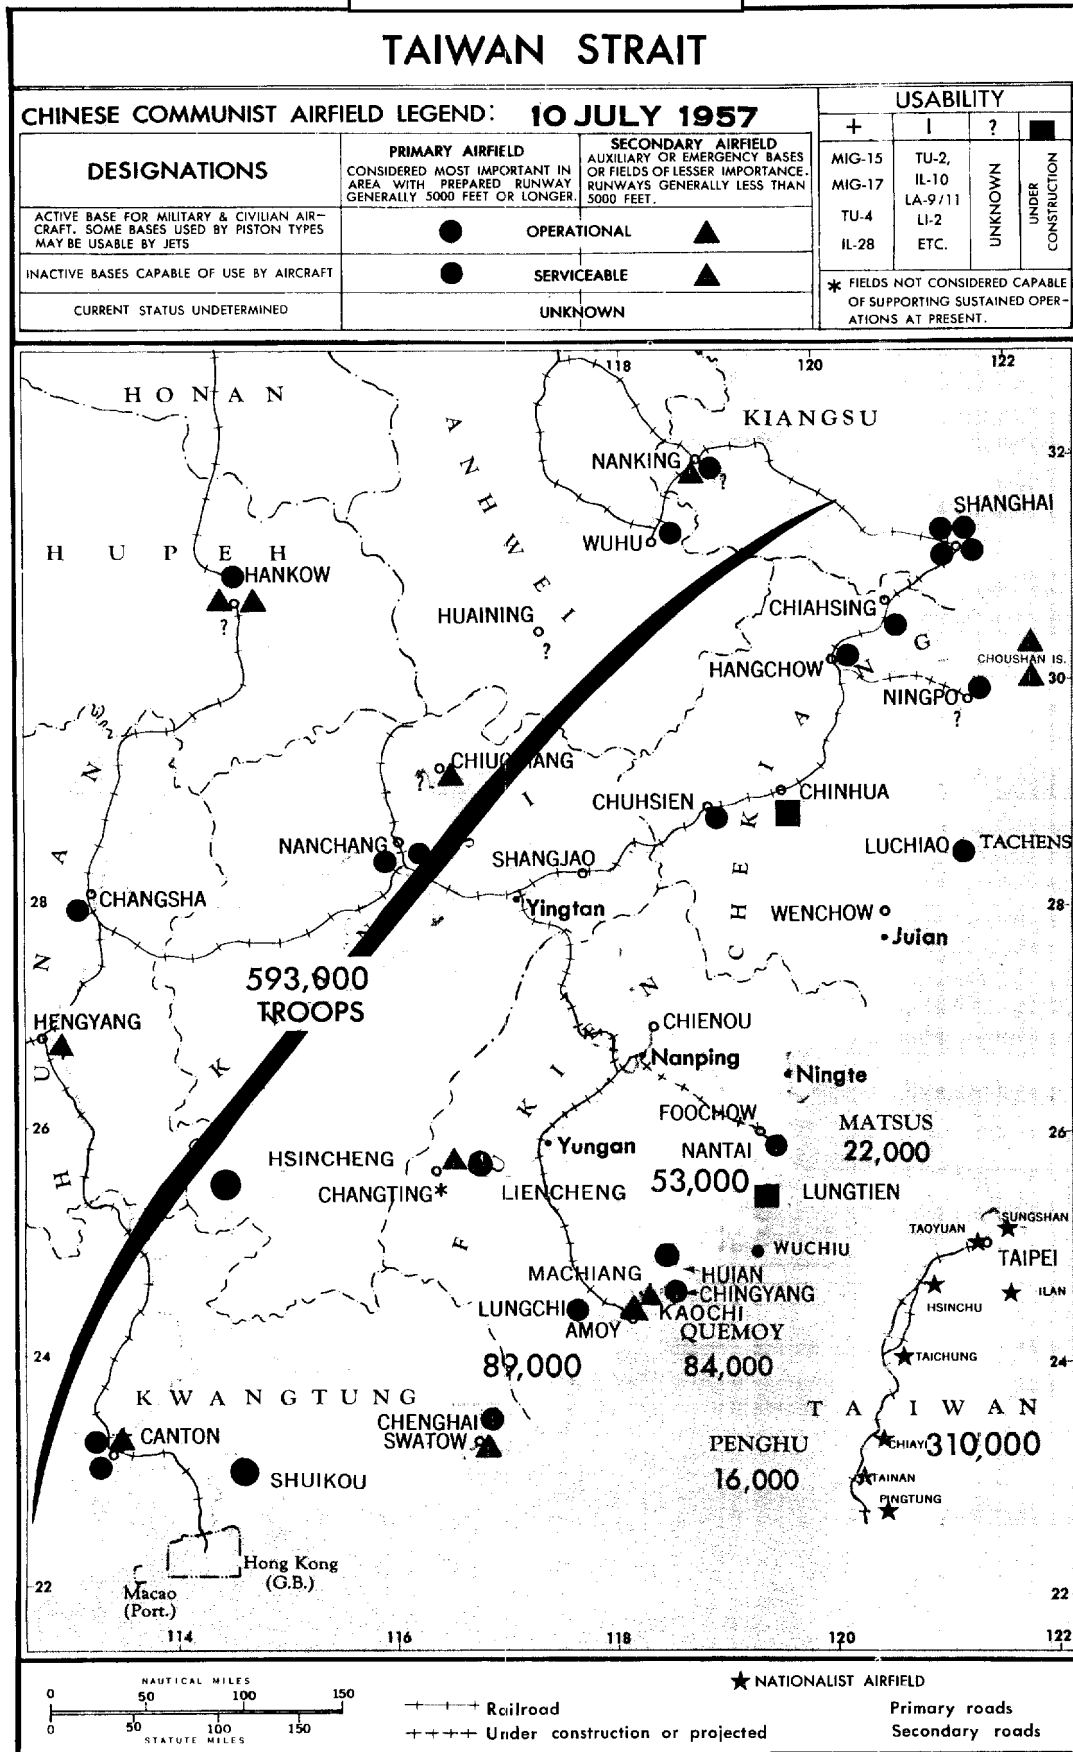 TAIWAN STRAIT
CHINESE COMMUNIST AIRFIELD LEGEND: 10 JULY 1957
DESIGNATIONS
PRIMARY AIRFIELD
CONSIDERED MOST IMPORTANT IN
AREA WITH PREPARED RUNWAY
GENERALLY 5000 FEET OR LONGER.
SECONDARY AIRFIELD
AUXILIARY OR EMERGENCY BASES
OR FIELDS OF LESSER IMPORTANCE.
RUNWAYS GENERALLY LESS THAN
5000 FEET.
ACTIVE BASE FOR MILITARY & CIVILIAN AIR-
CRAFT. SOME BASES USED BY PISTON TYPES
MAY BE USABLE BY JETS
OPERATIONAL
INACTIVE BASES CAPABLE OF USE BY AIRCRAFT
SERVICEABLE
CURRENT STATUS UNDETERMINED
UNKNOWN
USABILITY
+ I ?
MIG-15
MIG-17
TU-4
IL-28
TU-2,
IL-10
LA-9/11
LI-2
ETC.
UNKNOWN
UNDER
CONSTRUCTION
* FIELDS NOT CONSIDERED CAPABLE
OF SUPPORTING SUSTAINED OPER-
ATIONS AT PRESENT.
118 120 122
HONAN
ANHWEI
KIANGSU
NANKING
?
32
SHANGHAI
WUHU
HUPEH
HANKOW
?
HUAINING
?
CHIAHSING
HANGCHOW
CHOUSHAN IS.
30
NINGPO
?
CHEKIANG
CHIUCHIANG
?
CHUHSIEN
CHINHUA
NANCHANG
SHANGJAO
LUCHIAO
TACHENS
28
CHANGSHA
Yingtan
WENCHOW
28
Juian
HUNAN
KIANGSI
593,000
TROOPS
HENGYANG
CHIENOU
Nanping
Ningte
FUKIEN
FOOCHOW
26
MATSUS
26
Yungan
NANTAI
22,000
HSINCHENG
CHANGTING*
LIENCHENG
53,000
LUNGTIEN
SUNGSHAN
TAOYUAN
TAIPEI
WUCHIU
MACHIANG
HUIAN
CHINGYANG
ILAN
LUNGCHI
KAOCHI
HSINCHU
AMOY
QUEMOY
24
89,000
84,000
TAICHUNG
24
KWANGTUNG
TAIWAN
CHENGHAI
CANTON
SWATOW
PENGHU
CHIAYI
310,000
SHUIKOU
16,000
TAINAN
PINGTUNG
Hong Kong
(G.B.)
22
Macao
(Port.)
22
114 116 118 120 122
NAUTICAL MILES
0 50 100 150
0 50 100 150
STATUTE MILES
Railroad
Under construction or projected
NATIONALIST AIRFIELD
Primary roads
Secondary roads